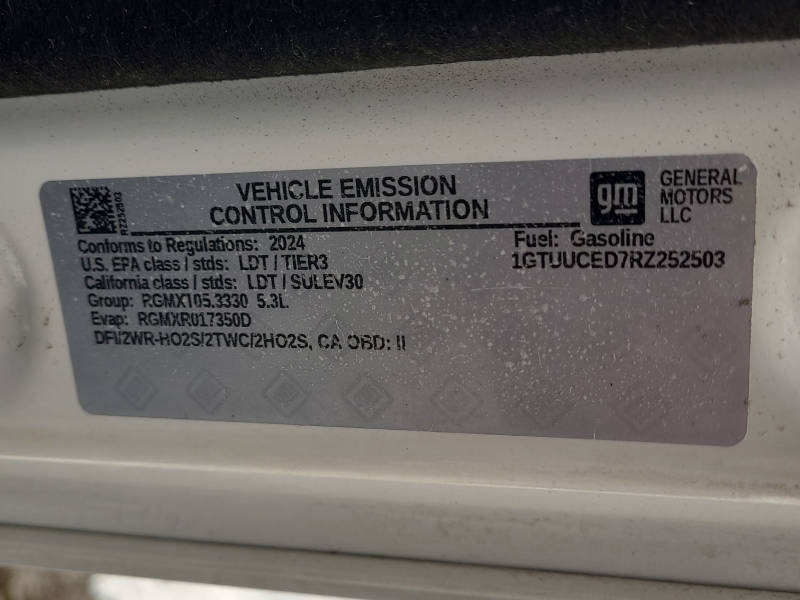 RZ252503
VEHICLE EMISSION
CONTROL INFORMATION
gm
GENERAL
MOTORS
LLC
Conforms to Regulations: 2024
U.S. EPA class / stds: LDT / TIER3
California class / stds: LDT / SULEV30
Group: RGMXT05.3330 5.3L
Evap: RGMXR017350D
DFI/2WR-HO2S/2TWC/2HO2S, CA OBD: II
Fuel: Gasoline
1GTUUCED7RZ252503